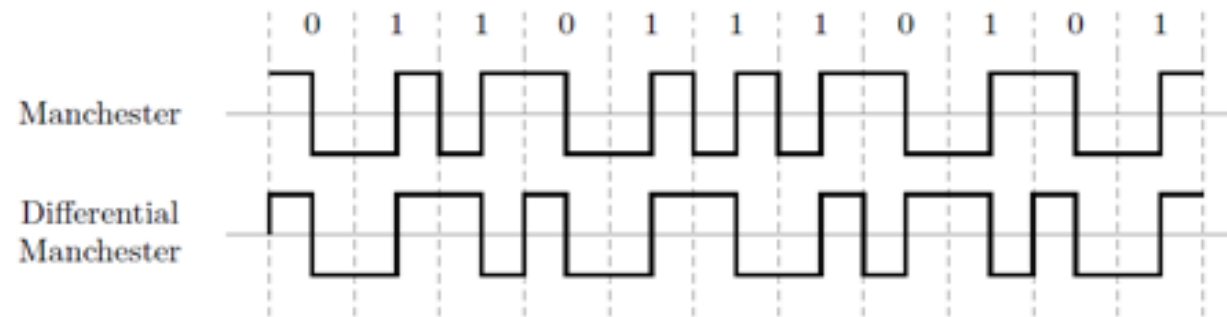 0 1 1 0 1 1 1 0 1 0 1
Manchester
Differential
Manchester